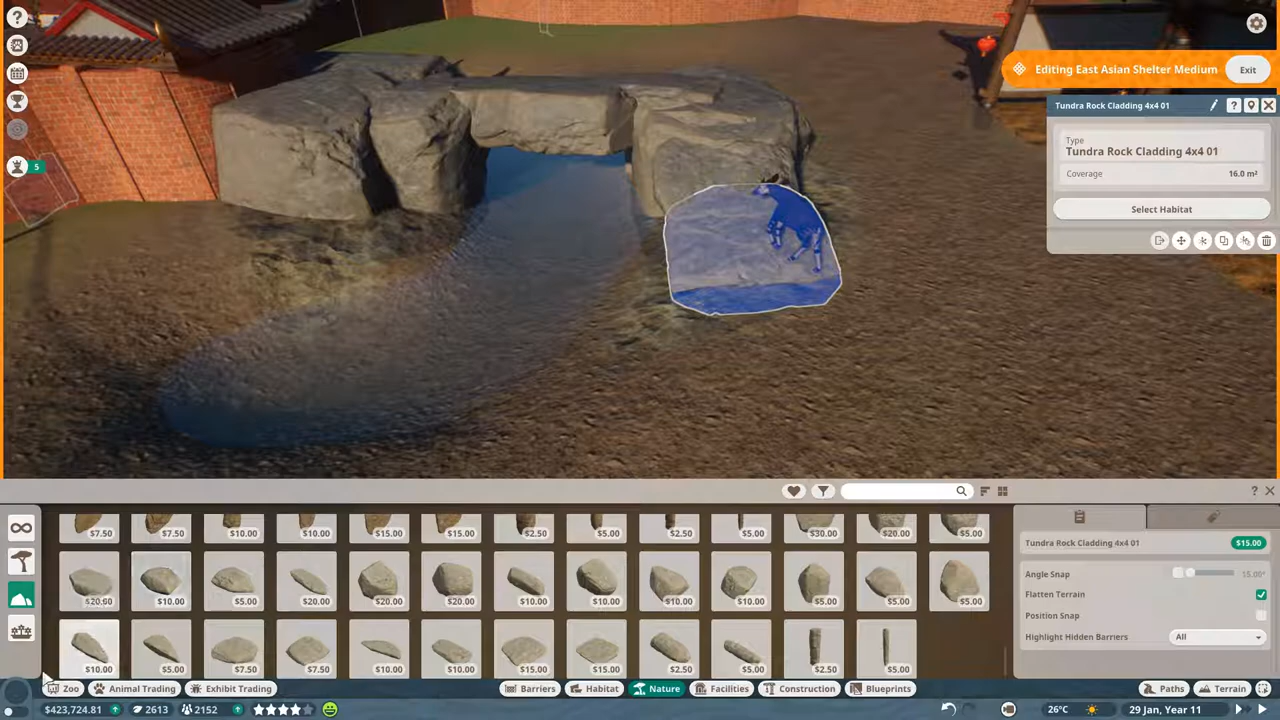 ?
Editing East Asian Shelter Medium
Exit
Tundra Rock Cladding 4x4 01
?
Type
Tundra Rock Cladding 4x4 01
Coverage
16.0 m²
Select Habitat
5
?
$7.50
$7.50
$10.00
$10.00
$15.00
$15.00
$2.50
$5.00
$2.50
$5.00
$30.00
$20.00
$5.00
$20.00
$10.00
$5.00
$20.00
$20.00
$20.00
$10.00
$10.00
$10.00
$10.00
$5.00
$5.00
$5.00
$10.00
$5.00
$7.50
$7.50
$10.00
$10.00
$15.00
$15.00
$2.50
$5.00
$2.50
$5.00
Tundra Rock Cladding 4x4 01
$15.00
Angle Snap
15.00°
Flatten Terrain
Position Snap
Highlight Hidden Barriers
All
Zoo
Animal Trading
Exhibit Trading
Barriers
Habitat
Nature
Facilities
Construction
Blueprints
Paths
Terrain
$423,724.81
2613
2152
26°C
29 Jan, Year 11